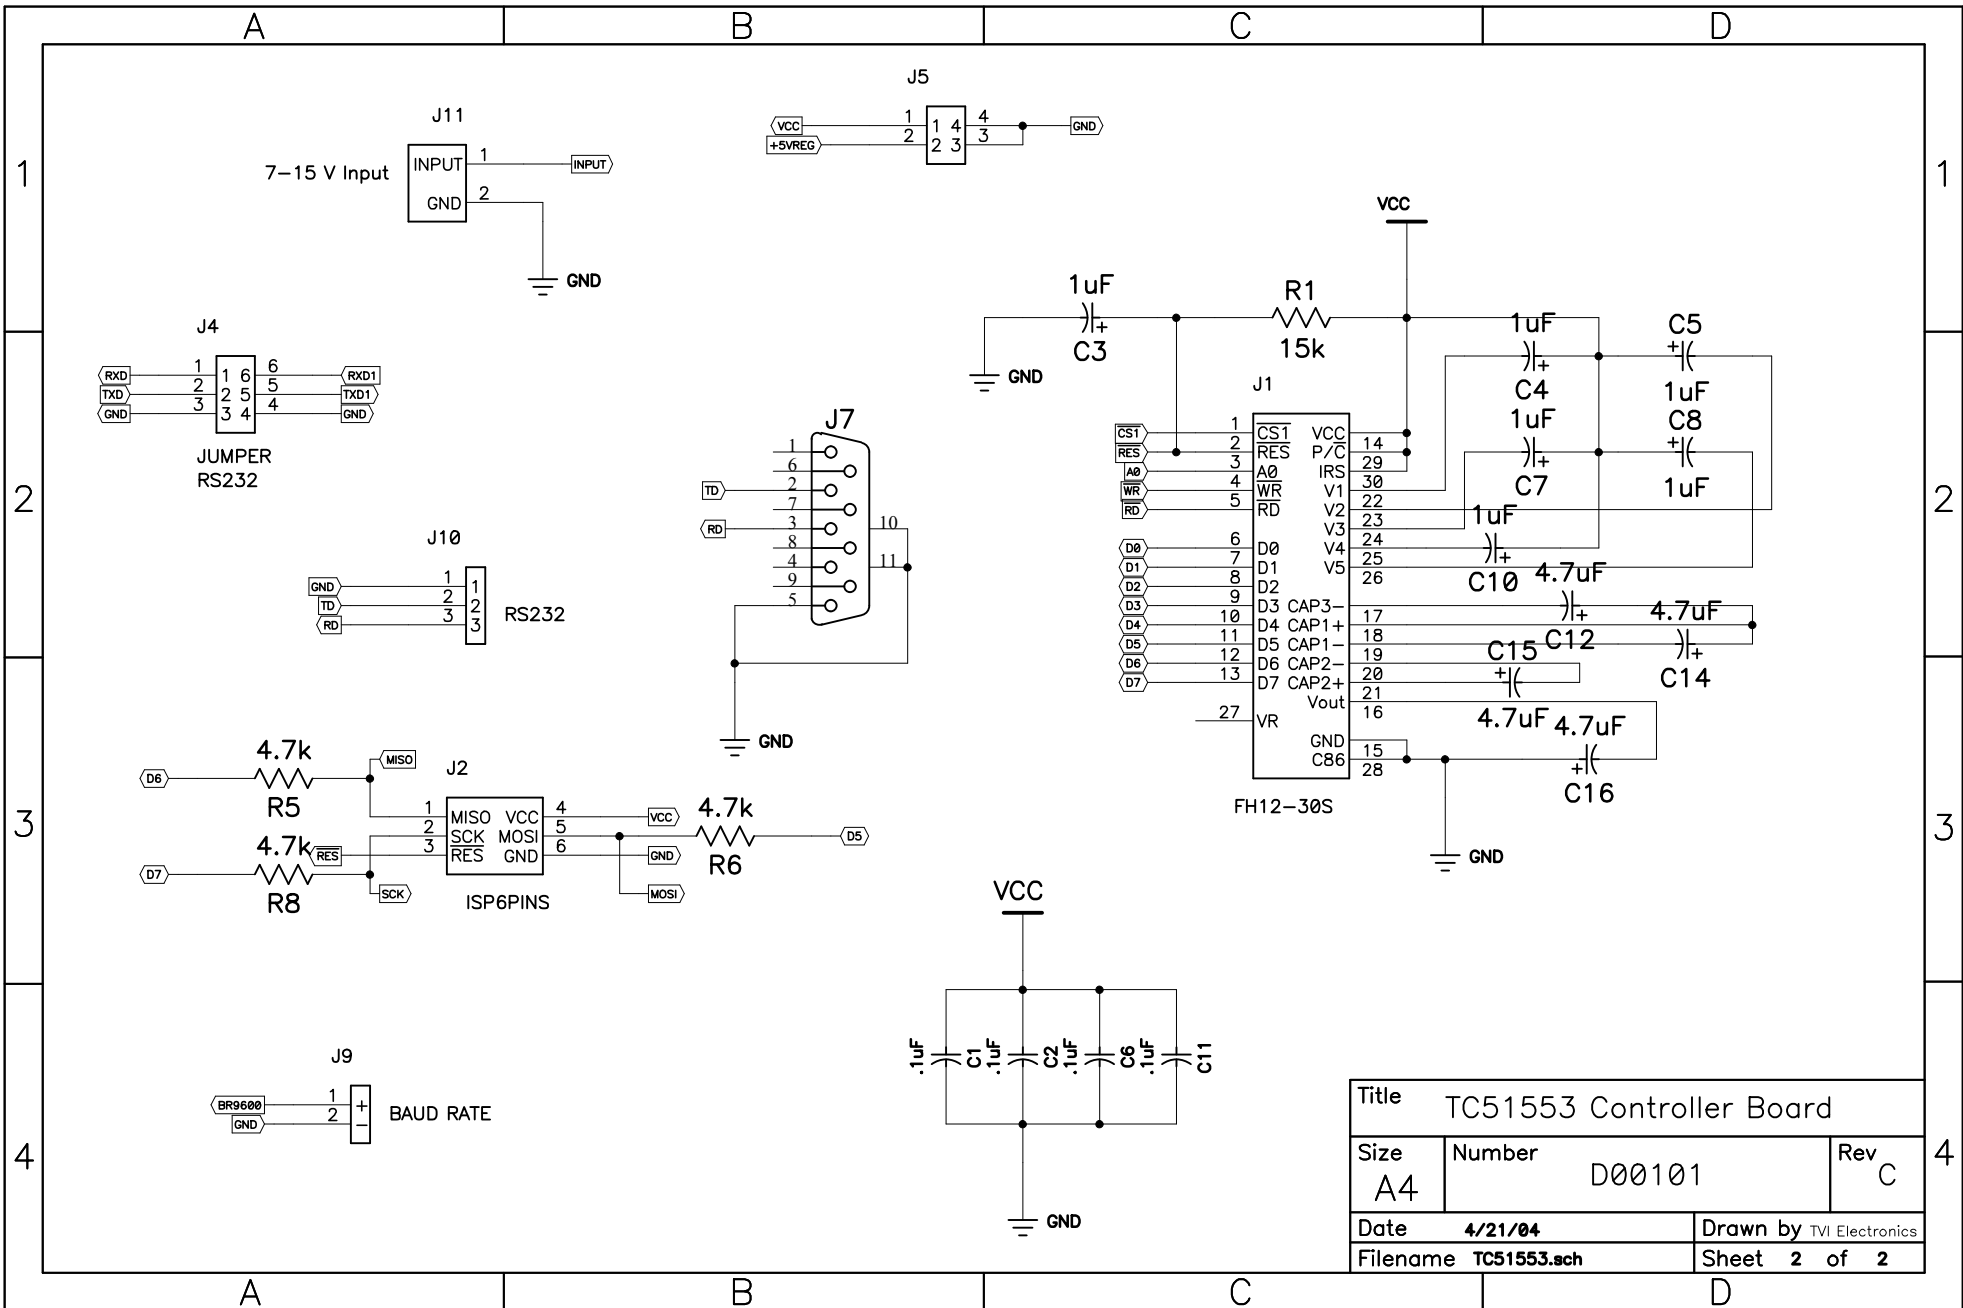 A B C D
1
1
2
2
3
3
4
4
A B C D
J11
7-15 V Input
INPUT 1 INPUT
GND 2
GND
J5
VCC 1 1 4 4 GND
+5VREG 2 2 3 3
J4
RXD 1 1 6 6 RXD1
TXD 2 2 5 5 TXD1
GND 3 3 4 4 GND
JUMPER
RS232
J10
GND 1 1
TD 2 2
RD 3 3
RS232
J7
1
6
TD 2
7
RD 3 10
8
4 11
9
5
GND
VCC
1uF
C3
GND
R1
15k
1uF
C4
C5
1uF
1uF
C7
C8
1uF
1uF
C10
4.7uF
C12
4.7uF
C14
C15
4.7uF
4.7uF
C16
GND
J1
CS1 1 CS1 VCC 14
RES 2 RES P/C 29
A0 3 A0 IRS 30
WR 4 WR V1 22
RD 5 RD V2 23
V3 24
D0 6 D0 V4 25
D1 7 D1 V5 26
D2 8 D2
D3 9 D3 CAP3- 17
D4 10 D4 CAP1+ 18
D5 11 D5 CAP1- 19
D6 12 D6 CAP2- 20
D7 13 D7 CAP2+ 21
Vout 16
27 VR
GND 15
C86 28
FH12-30S
4.7k
D6
R5
MISO
J2
1 MISO VCC 4 VCC
2 SCK MOSI 5
RES 3 RES GND 6 GND
MOSI
ISP6PINS
4.7k
D7
R8
SCK
4.7k
R6
D5
VCC
.1uF C1
.1uF C2
.1uF C6
.1uF C11
GND
J9
BR9600 1 +
GND 2 -
BAUD RATE
Title TC51553 Controller Board
Size A4
Number D00101
Rev C
Date 4/21/04
Drawn by TVI Electronics
Filename TC51553.sch
Sheet 2 of 2